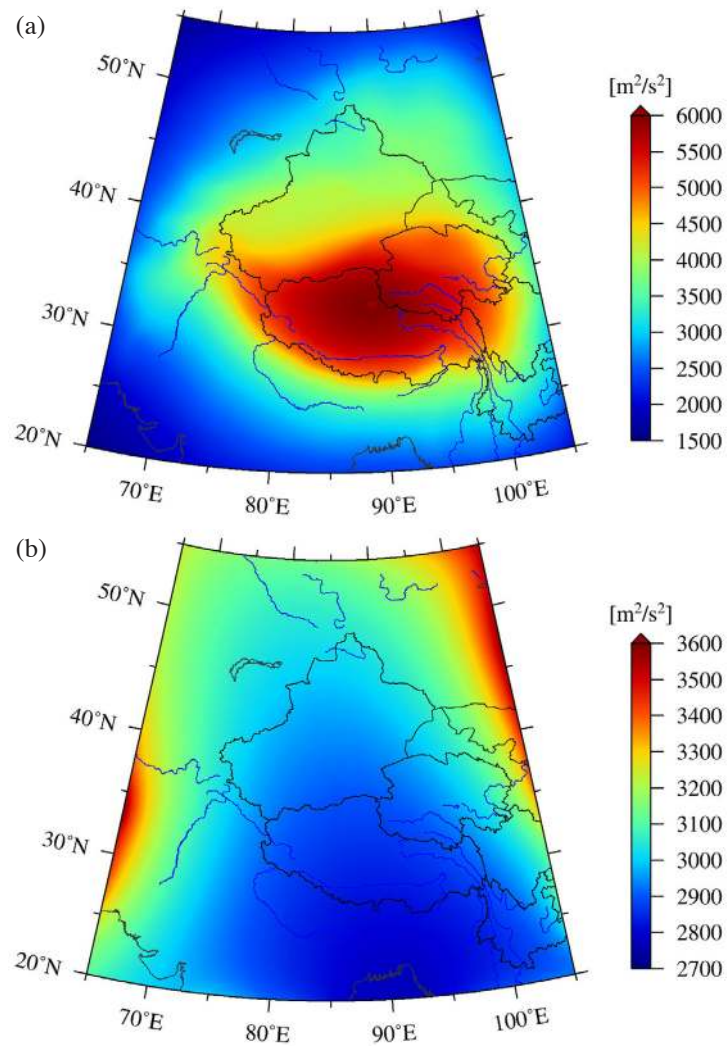 (a)
50°N
40°N
30°N
20°N
70°E
80°E
90°E
100°E
[m²/s²]
6000
5500
5000
4500
4000
3500
3000
2500
2000
1500
(b)
50°N
40°N
30°N
20°N
70°E
80°E
90°E
100°E
[m²/s²]
3600
3500
3400
3300
3200
3100
3000
2900
2800
2700